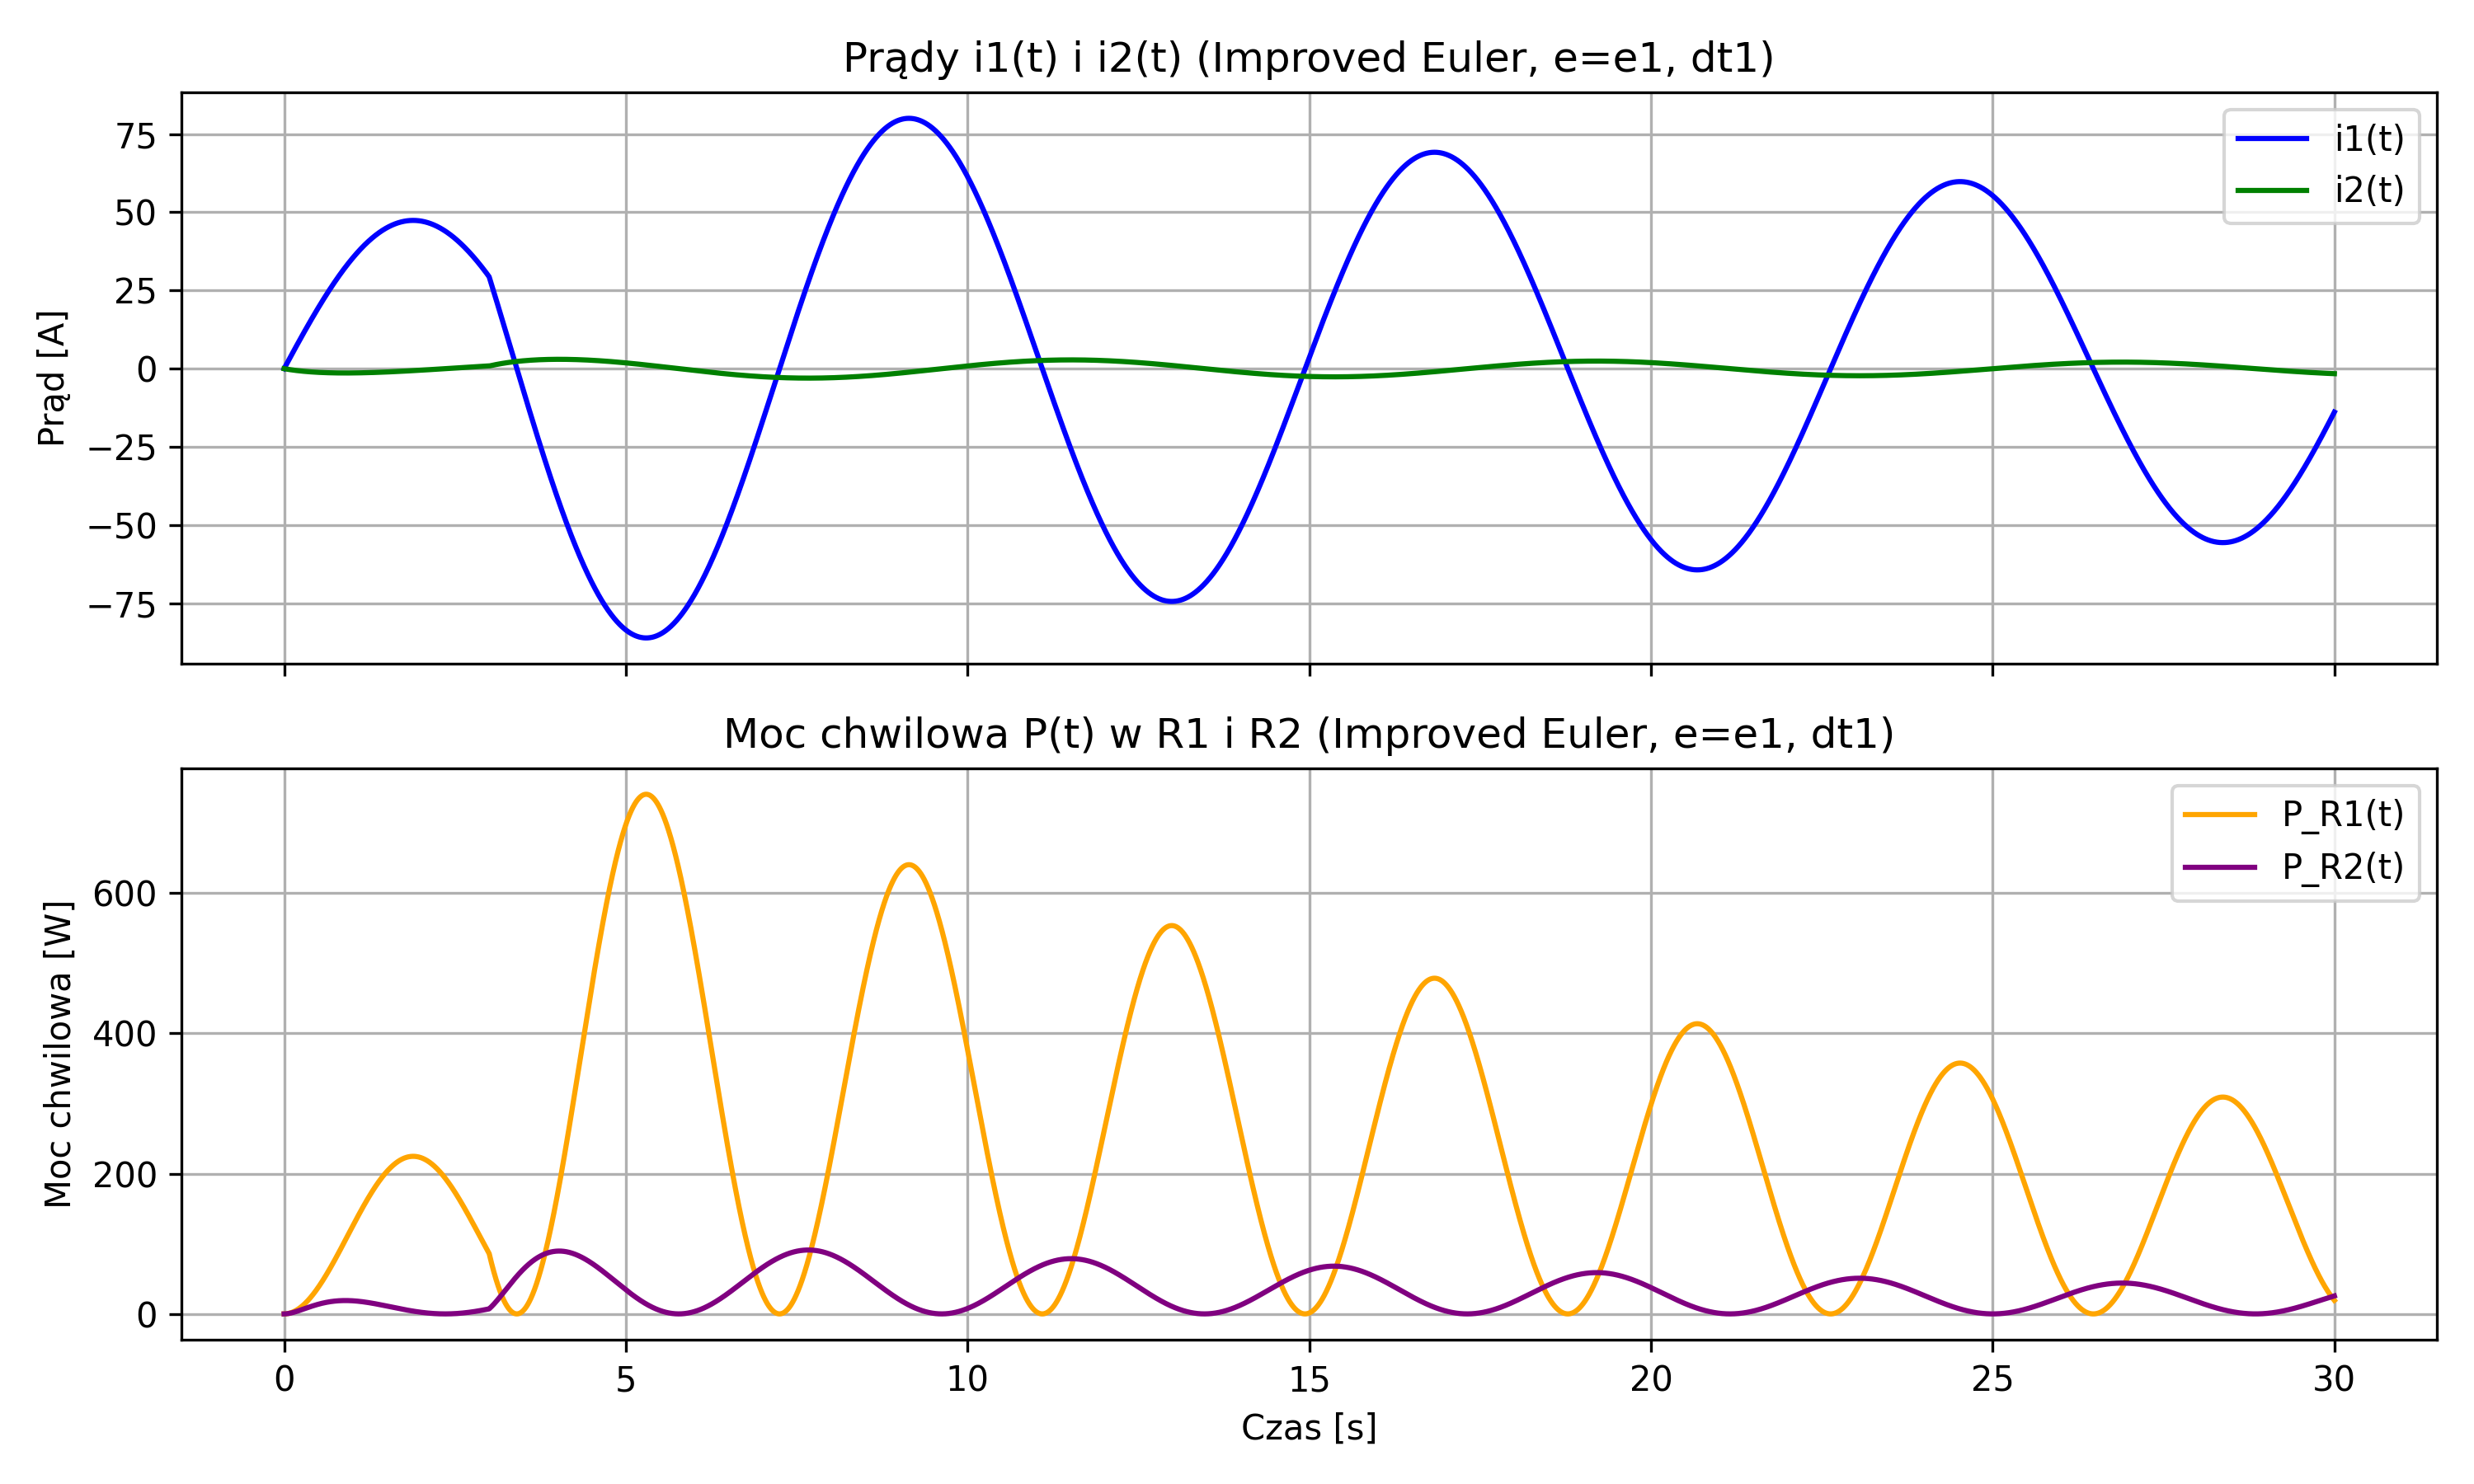 Prądy i1(t) i i2(t) (Improved Euler, e=e1, dt1)
i1(t)
i2(t)
Prąd [A]
75
50
25
0
−25
−50
−75
Moc chwilowa P(t) w R1 i R2 (Improved Euler, e=e1, dt1)
P_R1(t)
P_R2(t)
Moc chwilowa [W]
600
400
200
0
0 5 10 15 20 25 30
Czas [s]